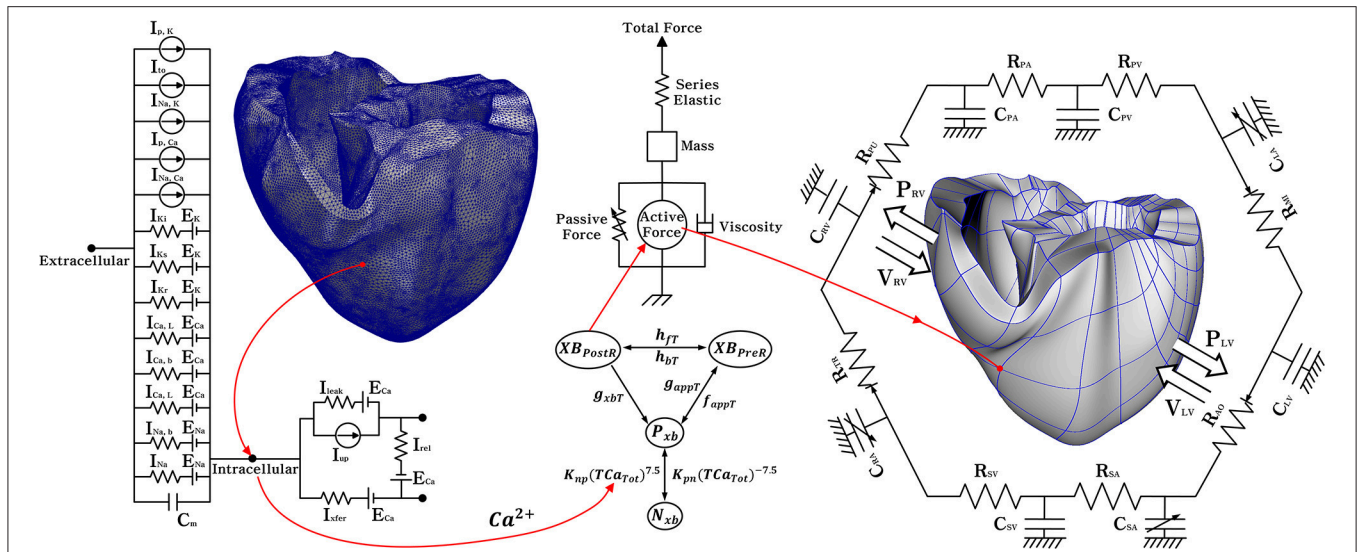 I_p, K
I_to
I_Na, K
I_p, Ca
I_Na, Ca
I_Ki E_K
Extracellular
I_Ks E_K
I_Kr E_K
I_Ca, L E_Ca
I_Ca, b E_Ca
I_Ca, L E_Ca
I_Na, b E_Na
I_Na E_Na
C_m
Intracellular
I_leak E_Ca
I_up
I_rel
E_Ca
I_xfer E_Ca
Ca^2+
Total Force
Series
Elastic
Mass
Passive
Force
Active
Force
Viscosity
XB_PostR
h_fT
h_bT
XB_PreR
g_xbT
g_appT
f_appT
P_xb
K_np(TCa_Tot)^7.5
K_pn(TCa_Tot)^−7.5
N_xb
R_PA
R_PV
C_PA
C_PV
R_PU
C_LA
C_RV
P_RV
V_RV
R_MI
P_LV
V_LV
R_TR
R_AO
C_LV
C_RA
R_SV
R_SA
C_SV
C_SA